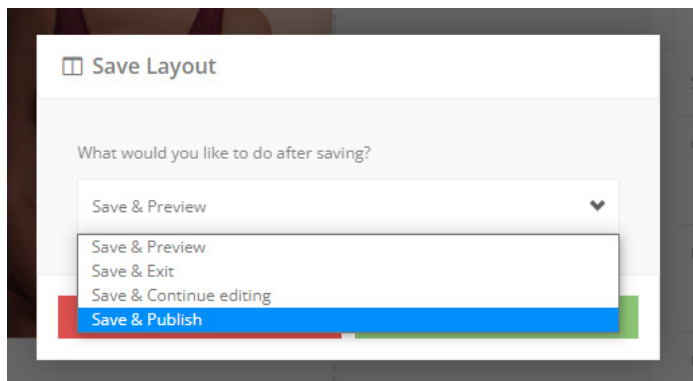 Save Layout
What would you like to do after saving?
Save & Preview
Save & Preview
Save & Exit
Save & Continue editing
Save & Publish